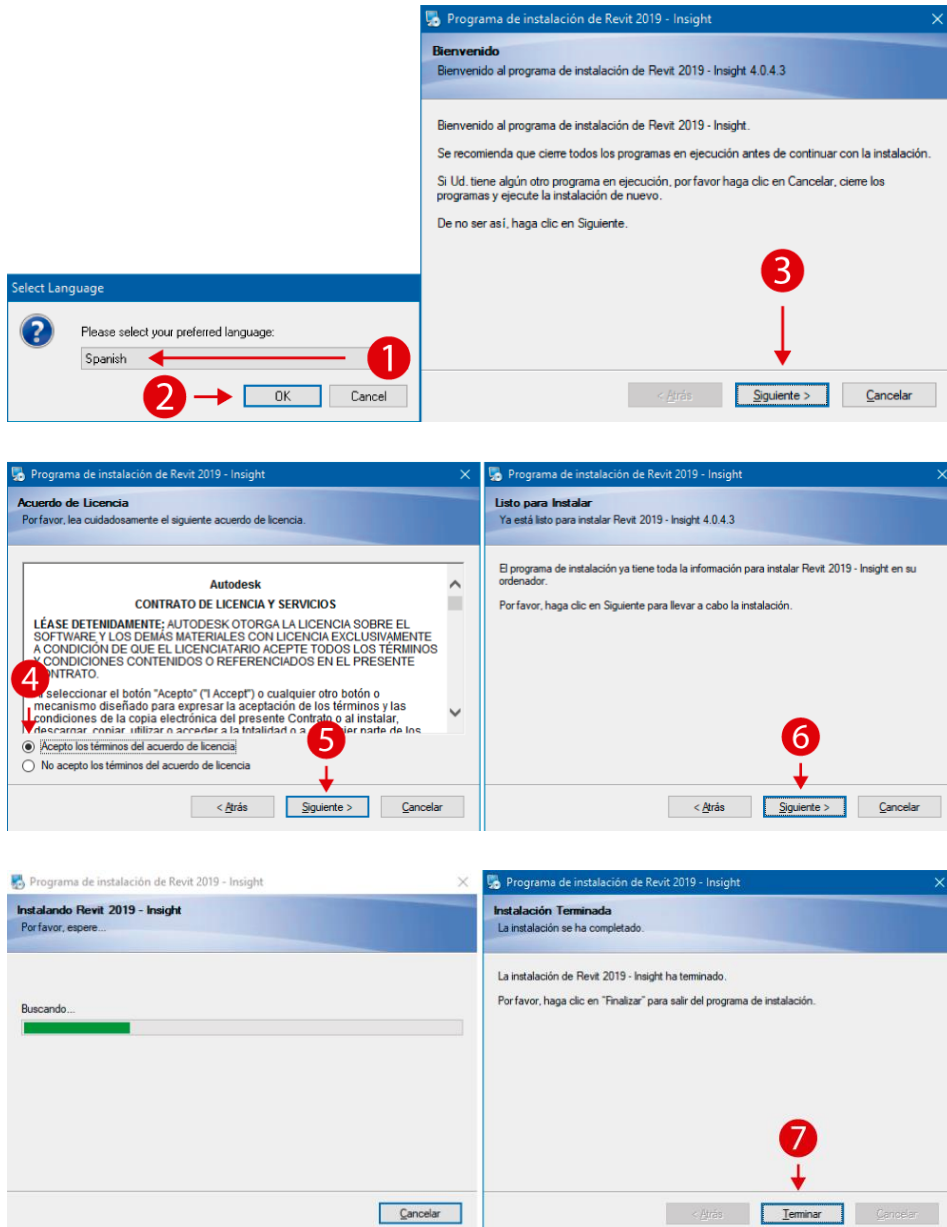 Programa de instalación de Revit 2019 - Insight
Bienvenido
Bienvenido al programa de instalación de Revit 2019 - Insight 4.0.4.3
Bienvenido al programa de instalación de Revit 2019 - Insight.
Se recomienda que cierre todos los programas en ejecución antes de continuar con la instalación.
Si Ud. tiene algún otro programa en ejecución, por favor haga clic en Cancelar, cierre los
programas y ejecute la instalación de nuevo.
De no ser así, haga clic en Siguiente.
3
< Atrás Siguiente > Cancelar
Select Language
Please select your preferred language:
Spanish 1
2 OK Cancel
Programa de instalación de Revit 2019 - Insight
Acuerdo de Licencia
Por favor, lea cuidadosamente el siguiente acuerdo de licencia.
Autodesk
CONTRATO DE LICENCIA Y SERVICIOS
LÉASE DETENIDAMENTE: AUTODESK OTORGA LA LICENCIA SOBRE EL
SOFTWARE Y LOS DEMÁS MATERIALES CON LICENCIA EXCLUSIVAMENTE
A CONDICIÓN DE QUE EL LICENCIATARIO ACEPTE TODOS LOS TÉRMINOS
Y CONDICIONES CONTENIDOS O REFERENCIADOS EN EL PRESENTE
ONTRATO.
4
seleccionar el botón "Acepto" ("I Accept") o cualquier otro botón o
mecanismo diseñado para expresar la aceptación de los términos y las
condiciones de la copia electrónica del presente Contrato o al instalar,
descargar, copiar, utilizar o acceder a la totalidad o a parte de los
5
Acepto los términos del acuerdo de licencia
No acepto los términos del acuerdo de licencia
< Atrás Siguiente > Cancelar
Programa de instalación de Revit 2019 - Insight
Listo para Instalar
Ya está listo para instalar Revit 2019 - Insight 4.0.4.3
El programa de instalación ya tiene toda la información para instalar Revit 2019 - Insight en su
ordenador.
Por favor, haga clic en Siguiente para llevar a cabo la instalación.
6
< Atrás Siguiente > Cancelar
Programa de instalación de Revit 2019 - Insight
Instalando Revit 2019 - Insight
Por favor, espere...
Buscando...
Cancelar
Programa de instalación de Revit 2019 - Insight
Instalación Terminada
La instalación se ha completado.
La instalación de Revit 2019 - Insight ha terminado.
Por favor, haga clic en "Finalizar" para salir del programa de instalación.
7
< Atrás Terminar Cancelar